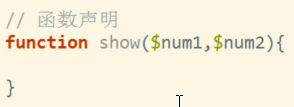 // 函数声明
function show($num1,$num2){
}